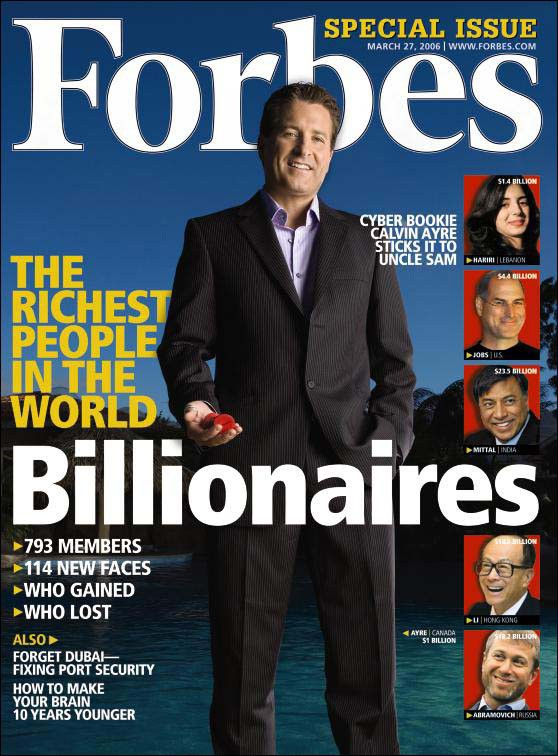 SPECIAL ISSUE
MARCH 27, 2006 | WWW.FORBES.COM
Forbes
CYBER BOOKIE
CALVIN AYRE
STICKS IT TO
UNCLE SAM
THE
RICHEST
PEOPLE
IN THE
WORLD
Billionaires
▸793 MEMBERS
▸114 NEW FACES
▸WHO GAINED
▸WHO LOST
ALSO ▸
FORGET DUBAI—
FIXING PORT SECURITY
HOW TO MAKE
YOUR BRAIN
10 YEARS YOUNGER
◂ AYRE | CANADA
$1 BILLION
$1.4 BILLION
▸ HARIRI | LEBANON
$4.4 BILLION
▸ JOBS | U.S.
$23.5 BILLION
▸ MITTAL | INDIA
BILLION
▸ LI | HONG KONG
$18.2 BILLION
▸ ABRAMOVICH | RUSSIA